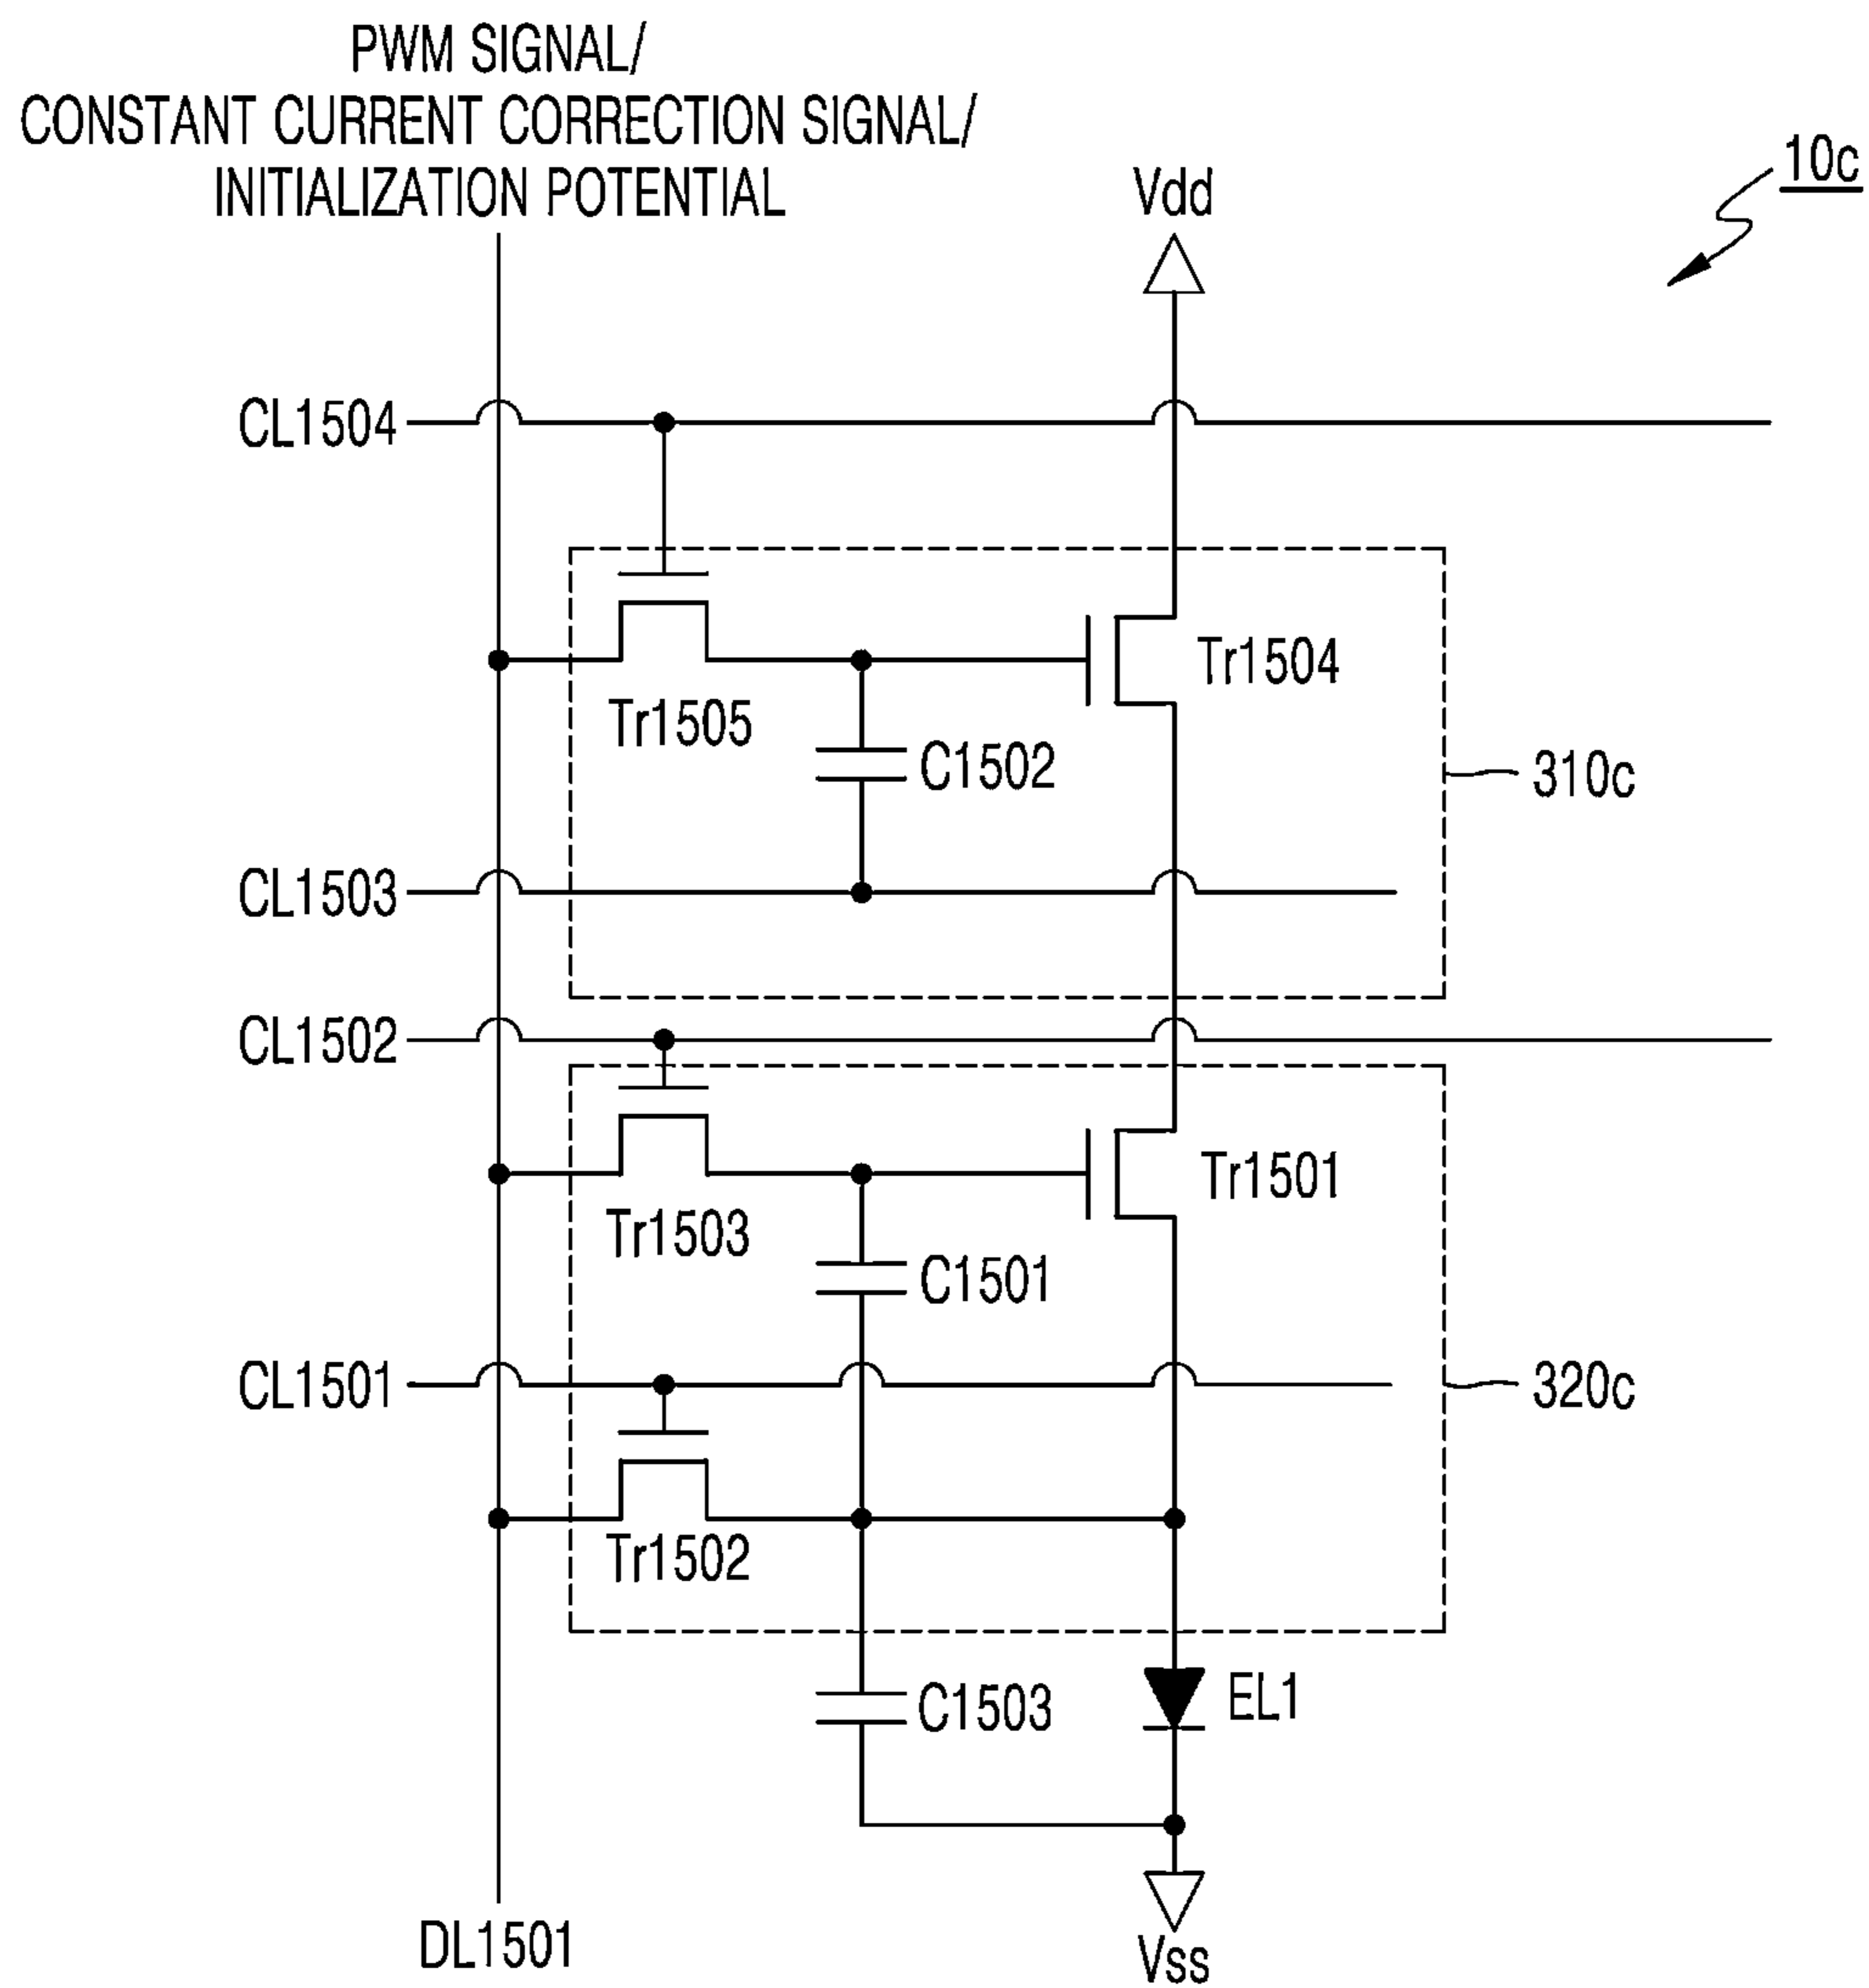 PWM SIGNAL/
CONSTANT CURRENT CORRECTION SIGNAL/
INITIALIZATION POTENTIAL
Vdd
10c
CL1504
Tr1504
Tr1505
C1502
310c
CL1503
CL1502
Tr1501
Tr1503
C1501
CL1501
320c
Tr1502
EL1
C1503
DL1501
Vss